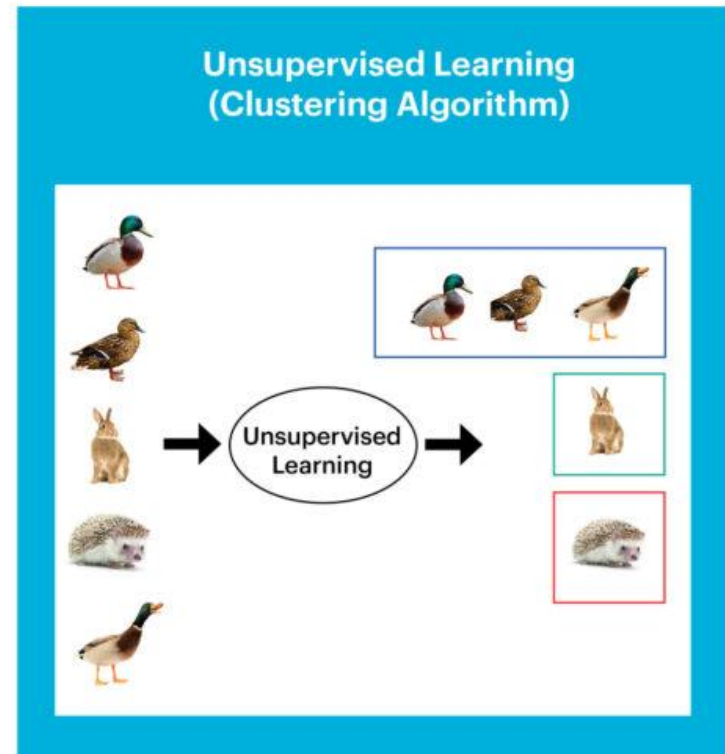 Unsupervised Learning
(Clustering Algorithm)
Unsupervised
Learning